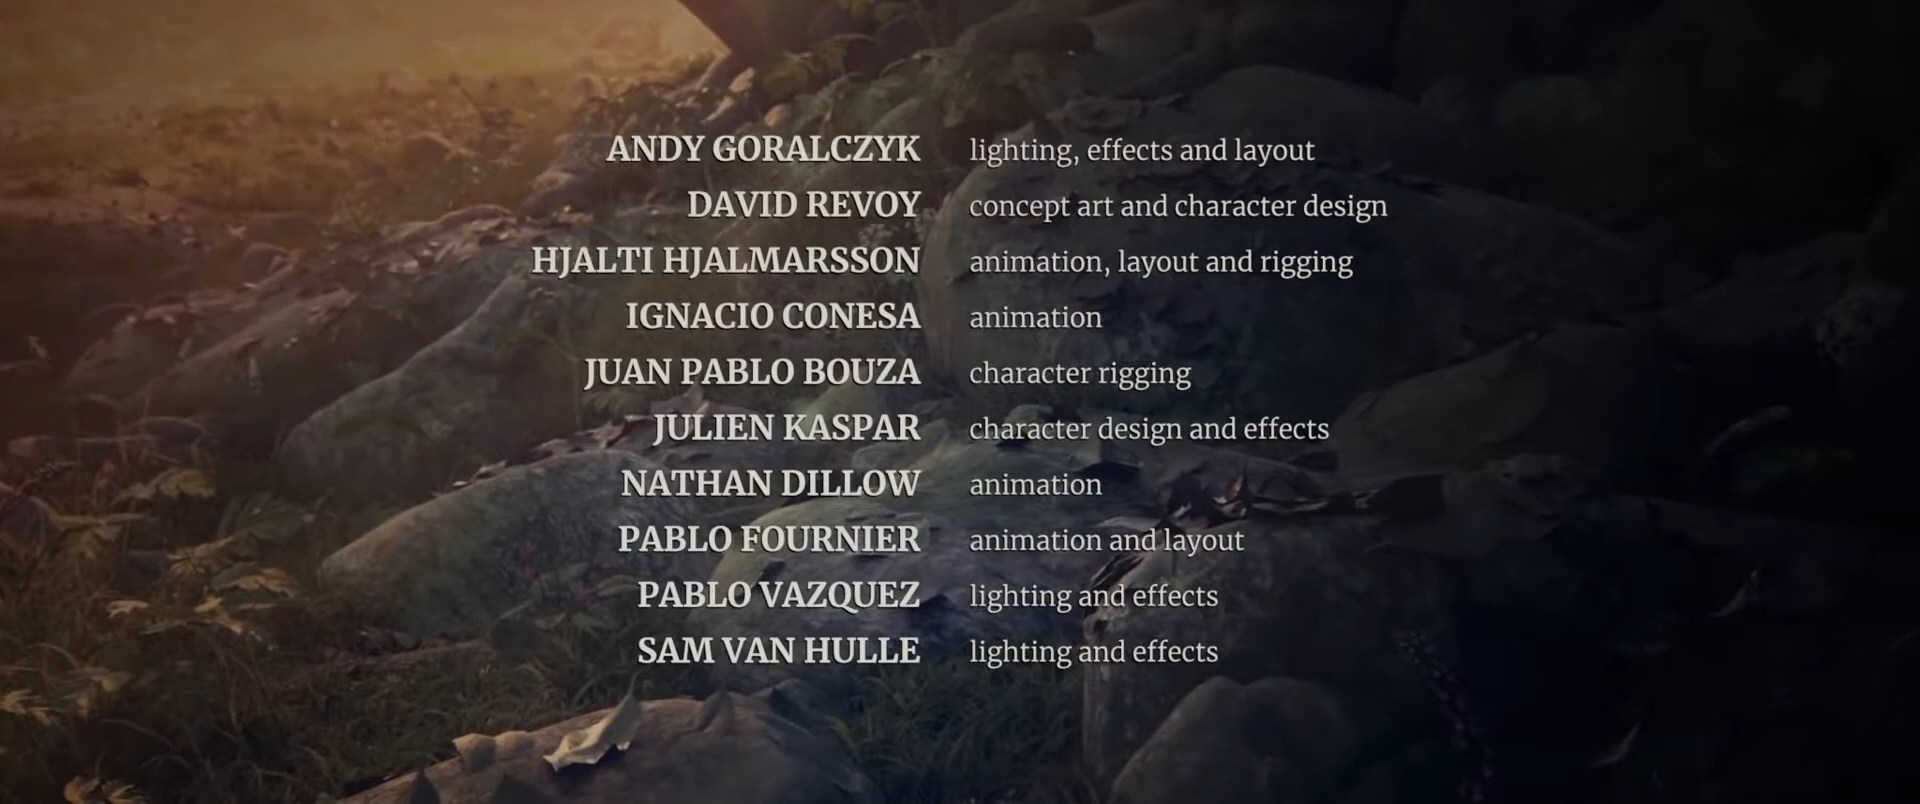 ANDY GORALCZYK lighting, effects and layout
DAVID REVOY concept art and character design
HJALTI HJALMARSSON animation, layout and rigging
IGNACIO CONESA animation
JUAN PABLO BOUZA character rigging
JULIEN KASPAR character design and effects
NATHAN DILLOW animation
PABLO FOURNIER animation and layout
PABLO VAZQUEZ lighting and effects
SAM VAN HULLE lighting and effects